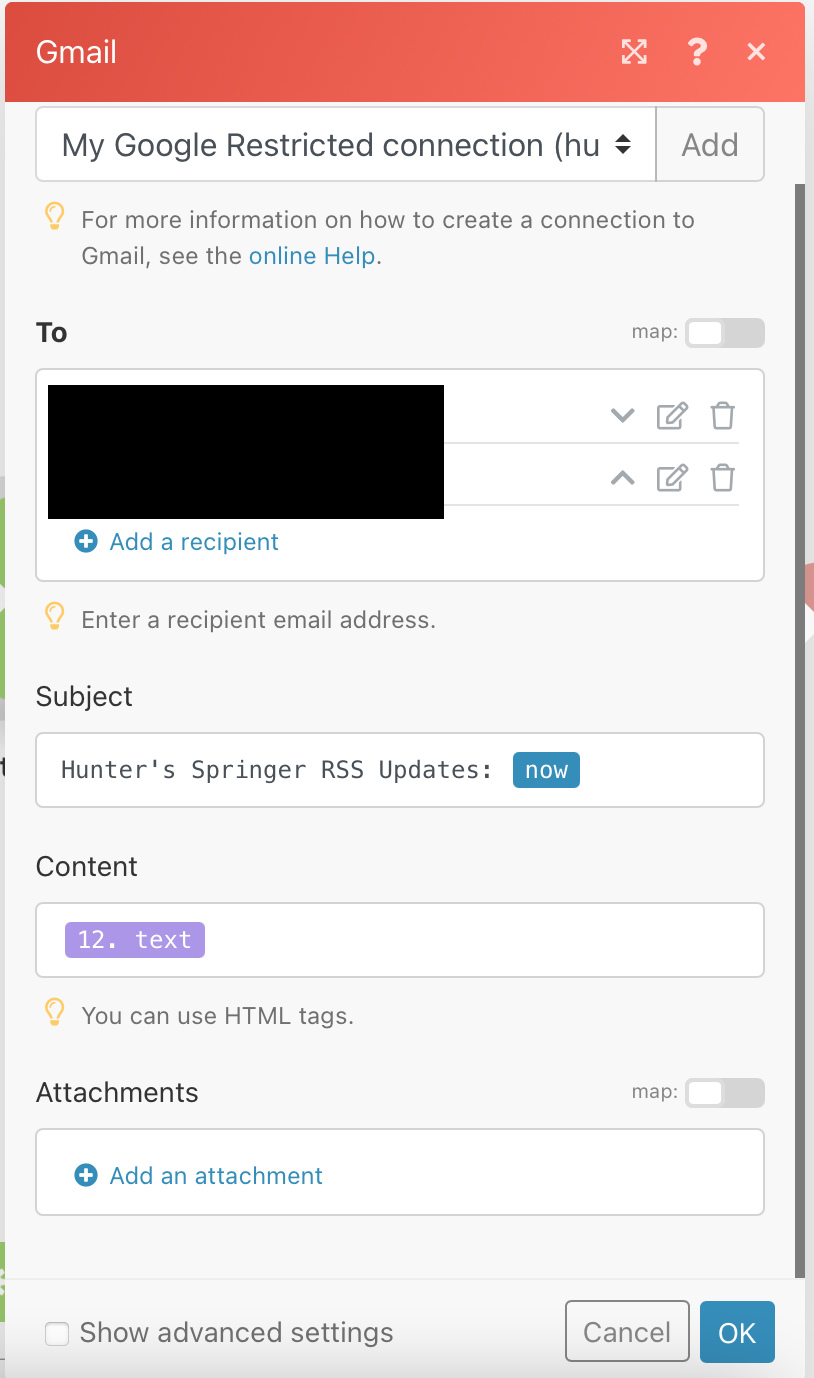 Gmail
My Google Restricted connection (hu
Add
For more information on how to create a connection to
Gmail, see the online Help.
To
map:
Add a recipient
Enter a recipient email address.
Subject
Hunter's Springer RSS Updates: now
Content
12. text
You can use HTML tags.
Attachments
map:
Add an attachment
Show advanced settings
Cancel
OK